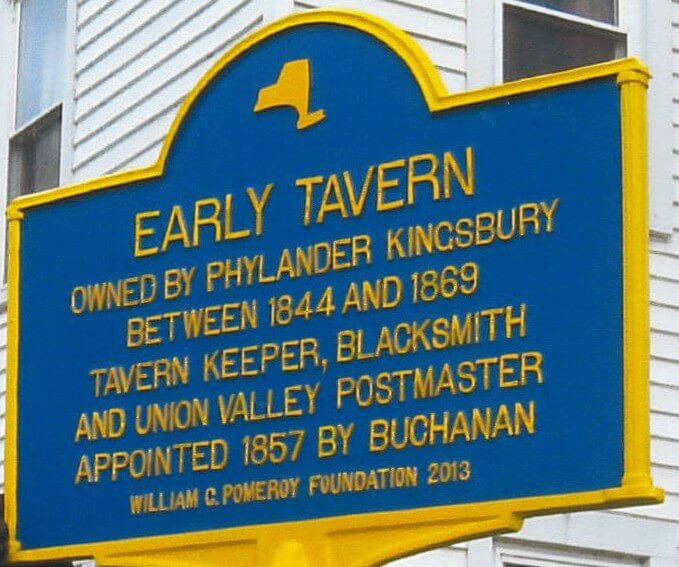 EARLY TAVERN
OWNED BY PHYLANDER KINGSBURY
BETWEEN 1844 AND 1869
TAVERN KEEPER, BLACKSMITH
AND UNION VALLEY POSTMASTER
APPOINTED 1857 BY BUCHANAN
WILLIAM G. POMEROY FOUNDATION 2013